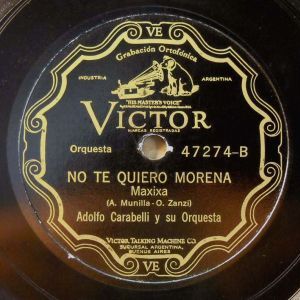 VE
Grabación Ortofónica
INDUSTRIA ARGENTINA
"HIS MASTER'S VOICE"
VICTOR
MARCAS REGISTRADAS
Orquesta 47274-B
NO TE QUIERO MORENA
Maxixa
(A. Munilla-O. Zanzi)
Adolfo Carabelli y su Orquesta
VICTOR TALKING MACHINE CO.
SUCURSAL ARGENTINA,
BUENOS AIRES
VE